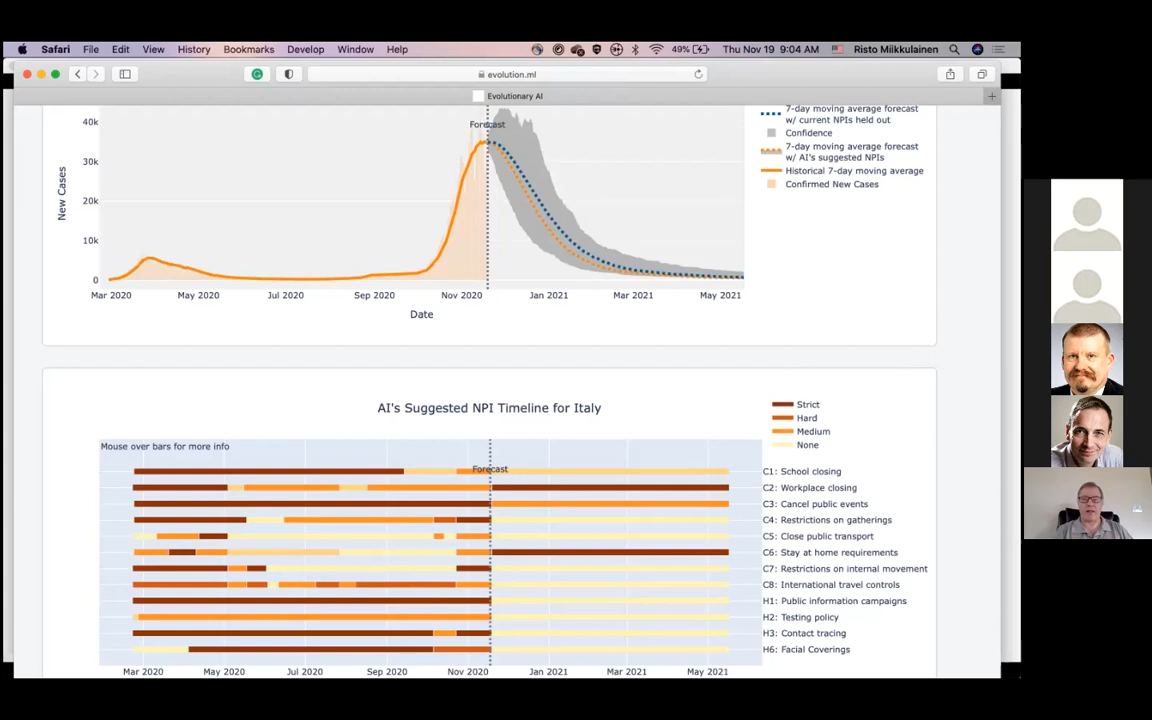 Safari File Edit View History Bookmarks Develop Window Help 49% Thu Nov 19 9:04 AM Risto Miikkulainen
evolution.ml
Evolutionary AI
40k
30k
20k
10k
0
New Cases
Forecast
Mar 2020 May 2020 Jul 2020 Sep 2020 Nov 2020 Jan 2021 Mar 2021 May 2021
Date
7-day moving average forecast
w/ current NPIs held out
Confidence
7-day moving average forecast
w/ AI's suggested NPIs
Historical 7-day moving average
Confirmed New Cases
AI's Suggested NPI Timeline for Italy
Strict
Hard
Medium
None
Mouse over bars for more info
Forecast
C1: School closing
C2: Workplace closing
C3: Cancel public events
C4: Restrictions on gatherings
C5: Close public transport
C6: Stay at home requirements
C7: Restrictions on internal movement
C8: International travel controls
H1: Public information campaigns
H2: Testing policy
H3: Contact tracing
H6: Facial Coverings
Mar 2020 May 2020 Jul 2020 Sep 2020 Nov 2020 Jan 2021 Mar 2021 May 2021